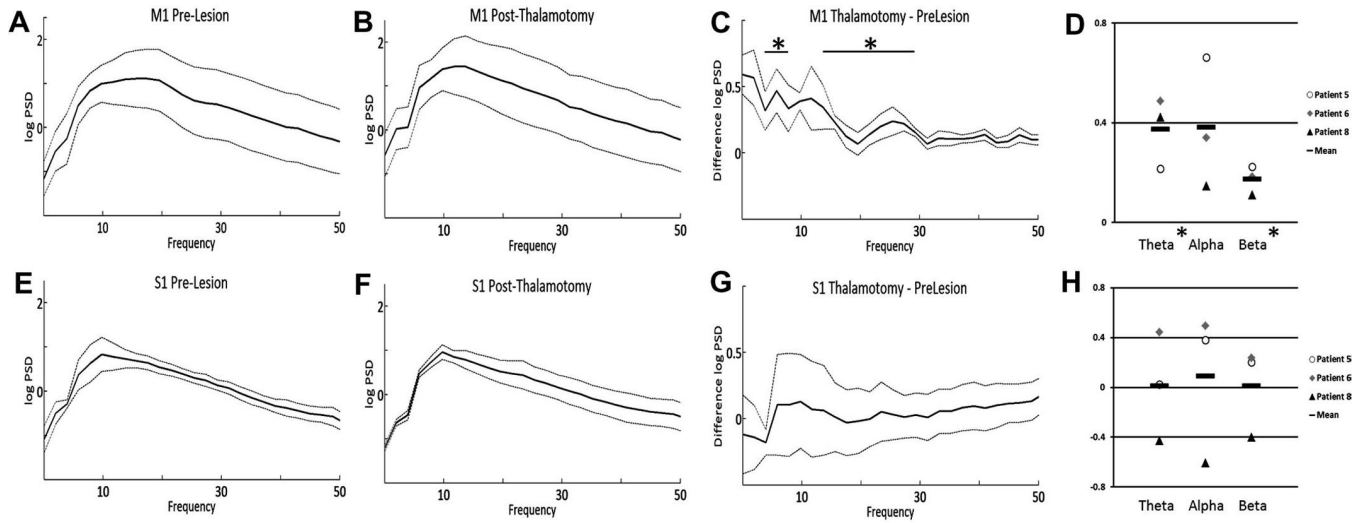 A
M1 Pre-Lesion
log PSD
2
0
10
30
50
Frequency
B
M1 Post-Thalamotomy
log PSD
2
0
10
30
50
Frequency
C
M1 Thalamotomy - PreLesion
Difference log PSD
0.5
0
*
*
10
30
50
Frequency
D
0.8
0.4
0
Theta * Alpha Beta *
Patient 5
Patient 6
Patient 8
Mean
E
S1 Pre-Lesion
log PSD
2
0
10
30
50
Frequency
F
S1 Post-Thalamotomy
log PSD
2
0
10
30
50
Frequency
G
S1 Thalamotomy - PreLesion
Difference log PSD
0.5
0
10
30
50
Frequency
H
0.8
0.4
0
-0.4
-0.8
Theta Alpha Beta
Patient 5
Patient 6
Patient 8
Mean